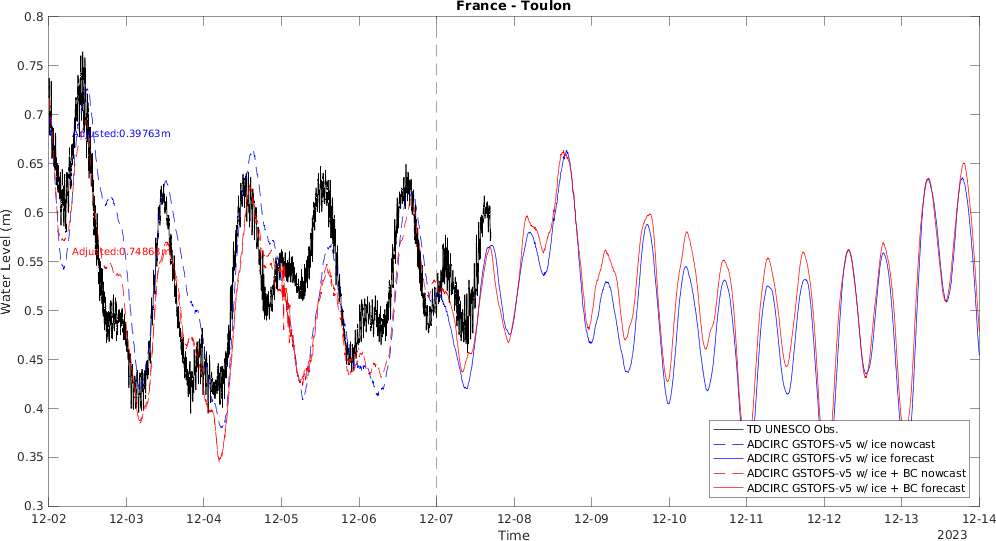 France - Toulon
0.8
0.75
0.7
0.65
0.6
0.55
0.5
0.45
0.4
0.35
0.3
Water Level (m)
Adjusted:0.39763m
Adjusted:0.74868m
TD UNESCO Obs.
ADCIRC GSTOFS-v5 w/ ice nowcast
ADCIRC GSTOFS-v5 w/ ice forecast
ADCIRC GSTOFS-v5 w/ ice + BC nowcast
ADCIRC GSTOFS-v5 w/ ice + BC forecast
12-02 12-03 12-04 12-05 12-06 12-07 12-08 12-09 12-10 12-11 12-12 12-13 12-14
Time
2023